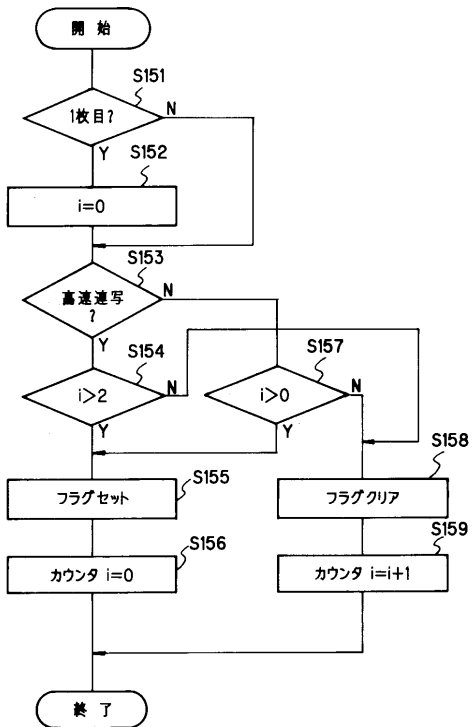 開始
S151
1枚目?
N
Y
S152
i=0
S153
高速連写
?
N
Y
S154
i>2
N
Y
S157
i>0
N
Y
S155
フラグセット
S158
フラグクリア
S156
カウンタ i=0
S159
カウンタ i=i+1
終了